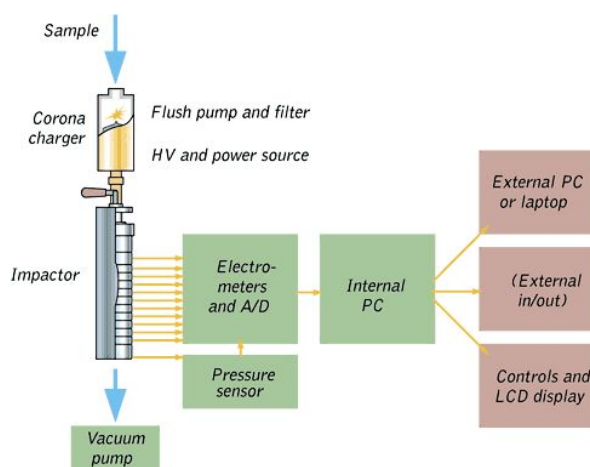 Sample
Corona
charger
Flush pump and filter
HV and power source
Impactor
Electro-
meters
and A/D
Internal
PC
External PC
or laptop
(External
in/out)
Controls and
LCD display
Pressure
sensor
Vacuum
pump